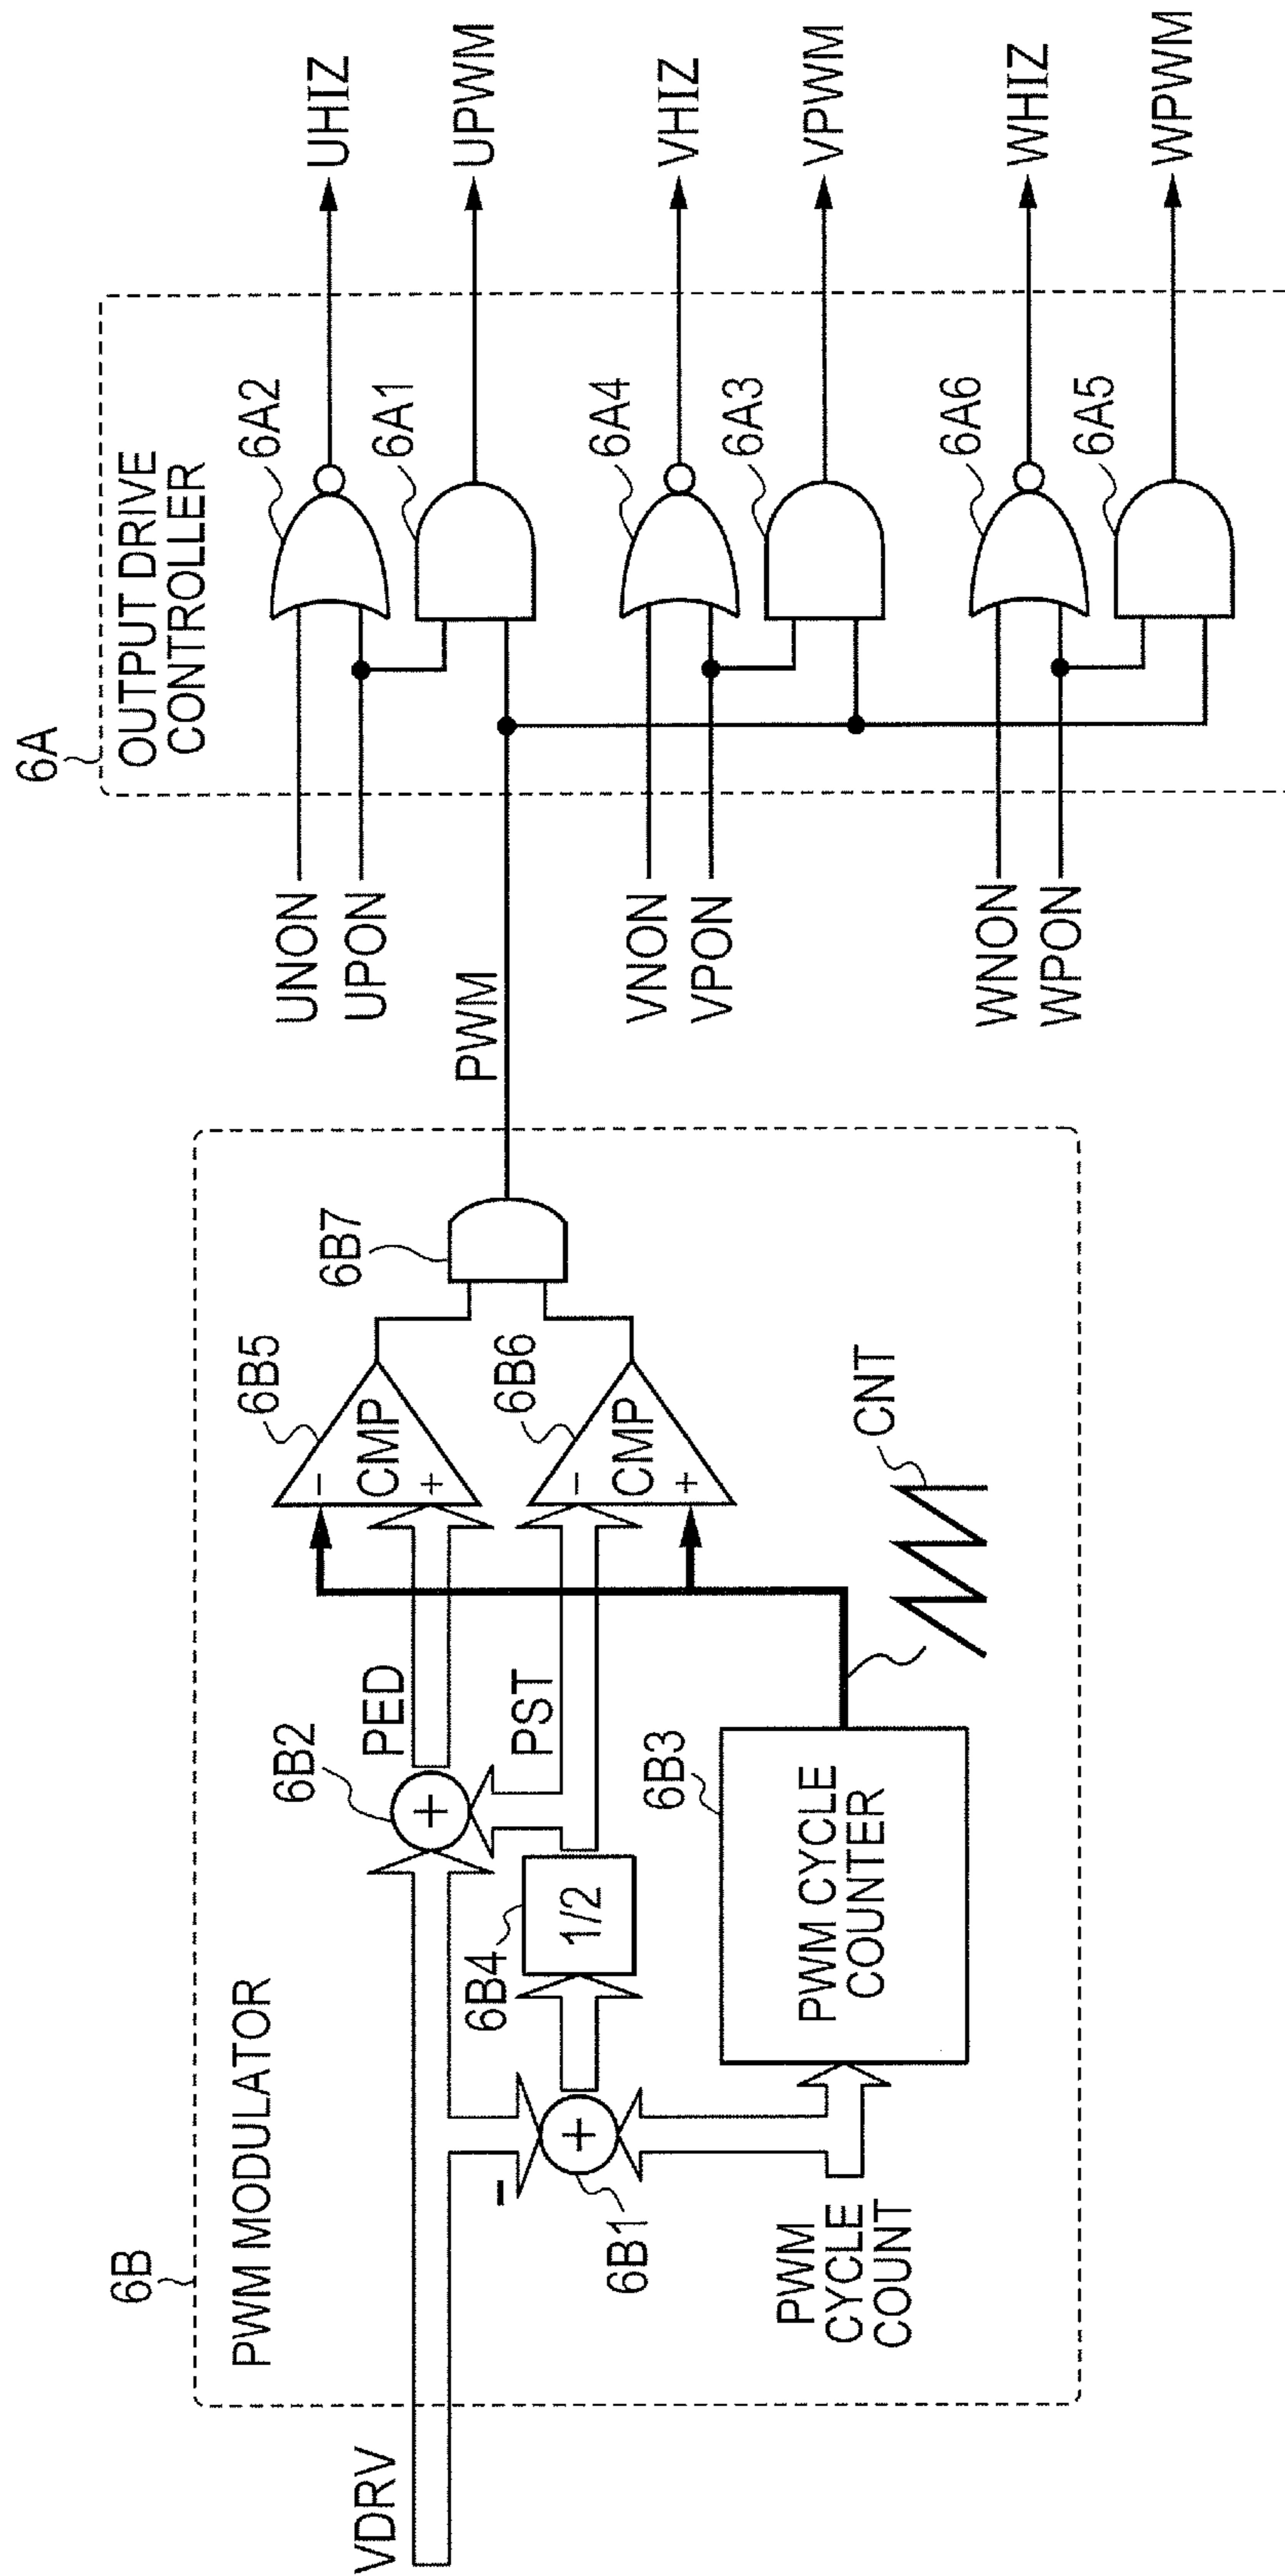 6B
PWM MODULATOR
VDRV
6B1
PWM
CYCLE
COUNT
+
−
6B4
1/2
6B2
+
PED
PST
6B3
PWM CYCLE
COUNTER
CNT
6B5
−
CMP
+
6B6
−
CMP
+
6B7
PWM
6A
OUTPUT DRIVE
CONTROLLER
UNON
UPON
6A2
6A1
UHIZ
UPWM
VNON
VPON
6A4
6A3
VHIZ
VPWM
WNON
WPON
6A6
6A5
WHIZ
WPWM